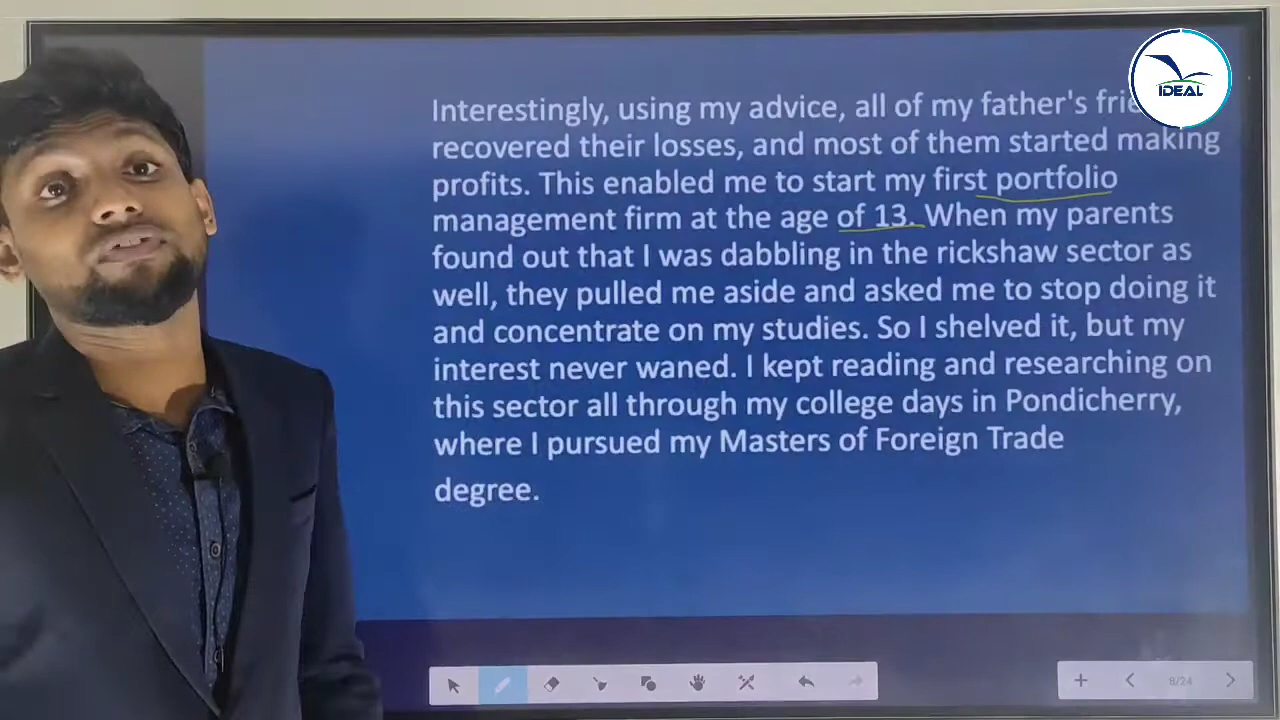 Interestingly, using my advice, all of my father's
recovered their losses, and most of them started making
profits. This enabled me to start my first portfolio
management firm at the age of 13. When my parents
found out that I was dabbling in the rickshaw sector as
well, they pulled me aside and asked me to stop doing it
and concentrate on my studies. So I shelved it, but my
interest never waned. I kept reading and researching on
this sector all through my college days in Pondicherry,
where I pursued my Masters of Foreign Trade
degree.
IDEAL
8/24